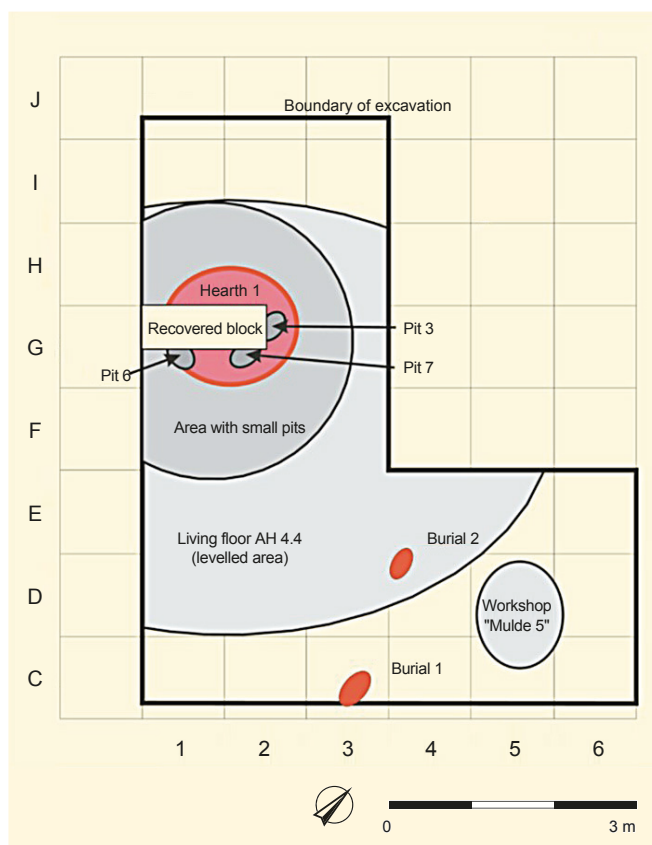 J
Boundary of excavation
I
H
Hearth 1
Recovered block
Pit 3
G
Pit 7
Pit 6
F
Area with small pits
E
Living floor AH 4.4
(levelled area)
Burial 2
D
Workshop
"Mulde 5"
C
Burial 1
1 2 3 4 5 6
0 3 m